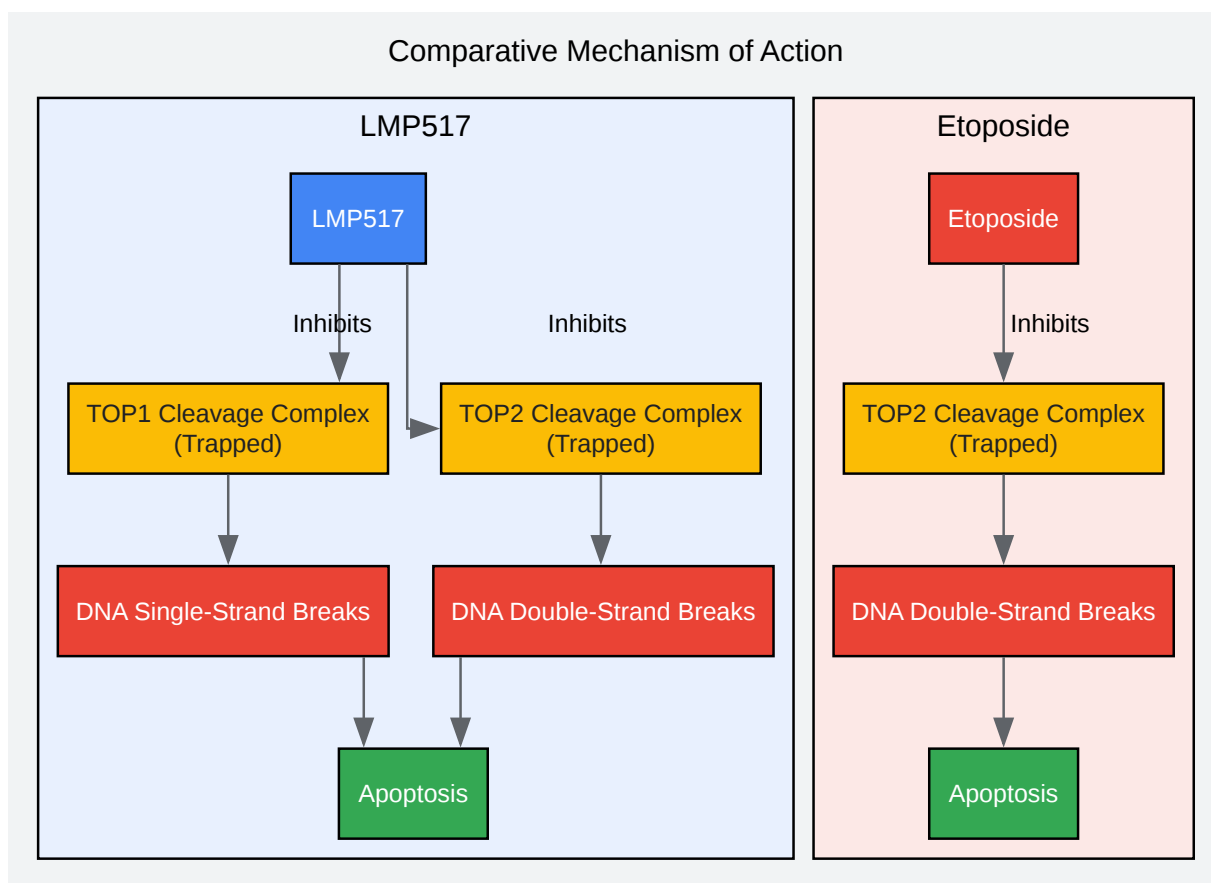 Comparative Mechanism of Action
LMP517
LMP517
Inhibits
Inhibits
TOP1 Cleavage Complex
(Trapped)
TOP2 Cleavage Complex
(Trapped)
DNA Single-Strand Breaks
DNA Double-Strand Breaks
Apoptosis
Etoposide
Etoposide
Inhibits
TOP2 Cleavage Complex
(Trapped)
DNA Double-Strand Breaks
Apoptosis